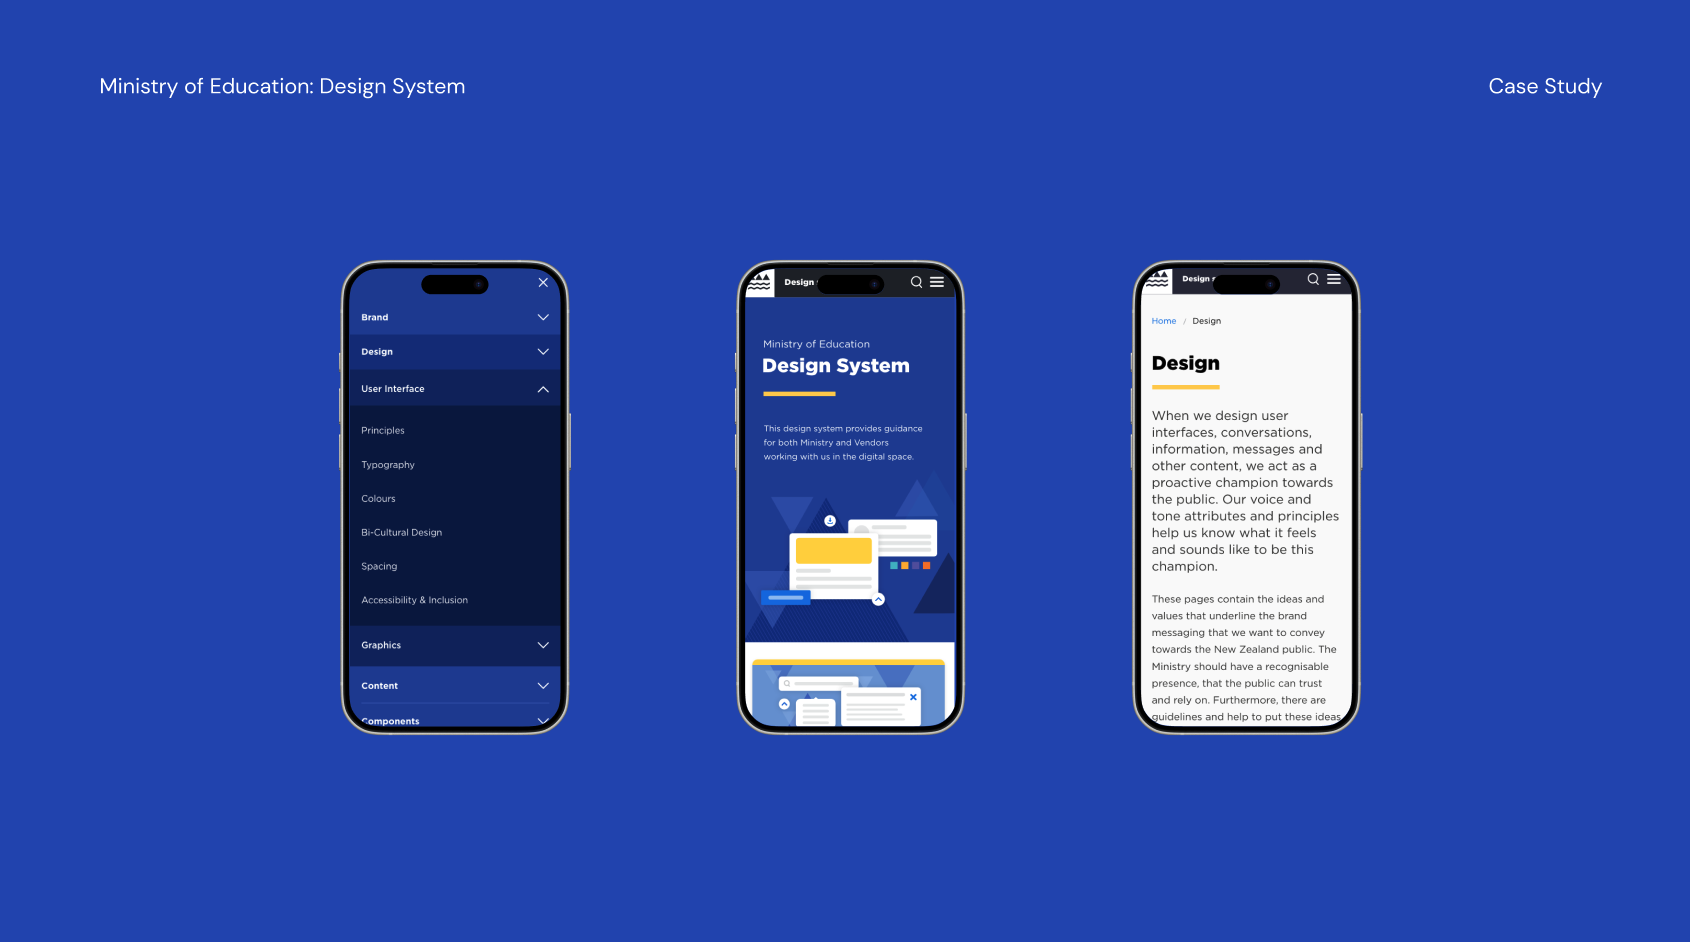 Ministry of Education: Design System
Case Study
Brand
Design
User Interface
Principles
Typography
Colours
Bi-Cultural Design
Spacing
Accessibility & Inclusion
Graphics
Content
Components
Design
Ministry of Education
Design System
This design system provides guidance
for both Ministry and Vendors
working with us in the digital space.
Design
Home / Design
Design
When we design user
interfaces, conversations,
information, messages and
other content, we act as a
proactive champion towards
the public. Our voice and
tone attributes and principles
help us know what it feels
and sounds like to be this
champion.
These pages contain the ideas and
values that underline the brand
messaging that we want to convey
towards the New Zealand public. The
Ministry should have a recognisable
presence, that the public can trust
and rely on. Furthermore, there are
guidelines and help to put these ideas